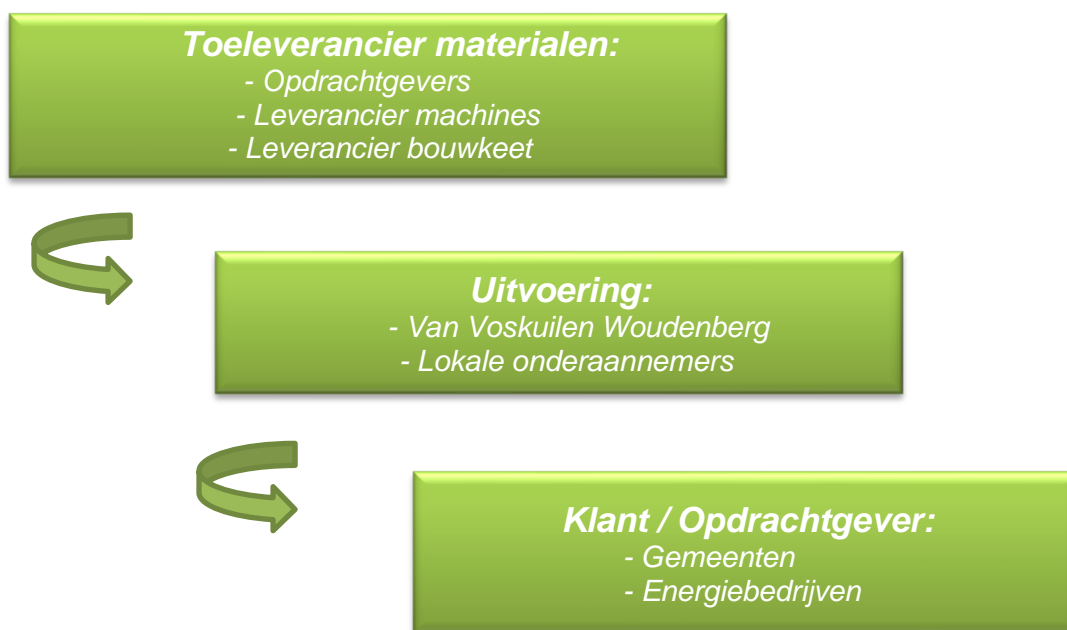 Toeleverancier materialen:
- Opdrachtgevers
- Leverancier machines
- Leverancier bouwkeet
Uitvoering:
- Van Voskuilen Woudenberg
- Lokale onderaannemers
Klant / Opdrachtgever:
- Gemeenten
- Energiebedrijven